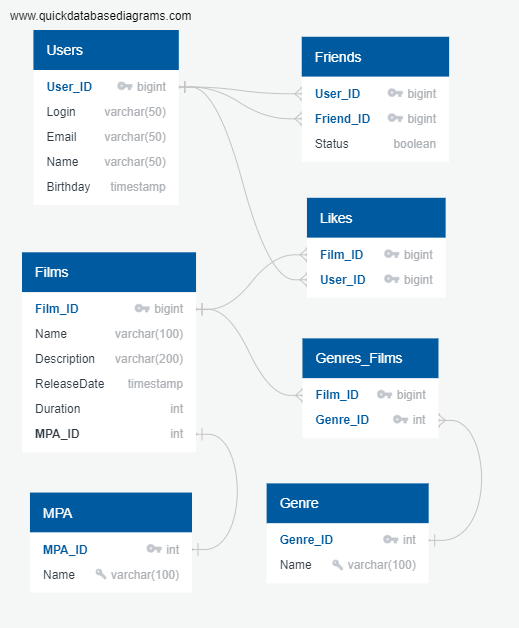 www.quickdatabasediagrams.com
Users
User_ID bigint
Login varchar(50)
Email varchar(50)
Name varchar(50)
Birthday timestamp
Friends
User_ID bigint
Friend_ID bigint
Status boolean
Likes
Film_ID bigint
User_ID bigint
Films
Film_ID bigint
Name varchar(100)
Description varchar(200)
ReleaseDate timestamp
Duration int
MPA_ID int
Genres_Films
Film_ID bigint
Genre_ID int
MPA
MPA_ID int
Name varchar(100)
Genre
Genre_ID int
Name varchar(100)